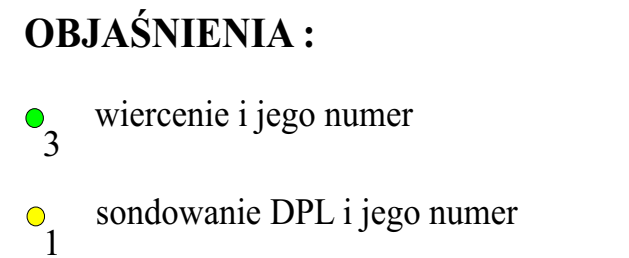 OBJAŚNIENIA :
3 wiercenie i jego numer
1 sondowanie DPL i jego numer